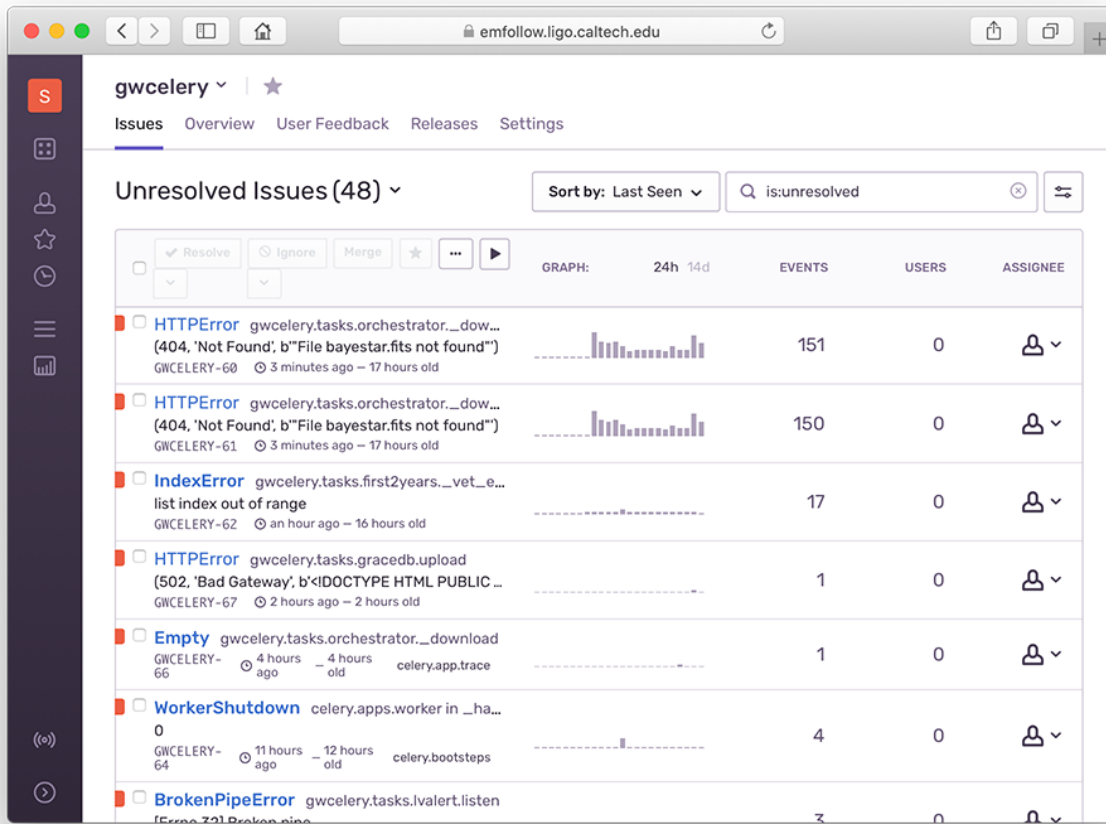 emfollow.ligo.caltech.edu
S
gwcelery
Issues Overview User Feedback Releases Settings
Unresolved Issues (48)
Sort by: Last Seen
is:unresolved
Resolve Ignore Merge
GRAPH: 24h 14d EVENTS USERS ASSIGNEE
HTTPError gwcelery.tasks.orchestrator._dow...
(404, 'Not Found', b'"File bayestar.fits not found"')
GWCELERY-60 3 minutes ago — 17 hours old
151 0
HTTPError gwcelery.tasks.orchestrator._dow...
(404, 'Not Found', b'"File bayestar.fits not found"')
GWCELERY-61 3 minutes ago — 17 hours old
150 0
IndexError gwcelery.tasks.first2years._vet_e...
list index out of range
GWCELERY-62 an hour ago — 16 hours old
17 0
HTTPError gwcelery.tasks.gracedb.upload
(502, 'Bad Gateway', b'<!DOCTYPE HTML PUBLIC ...
GWCELERY-67 2 hours ago — 2 hours old
1 0
Empty gwcelery.tasks.orchestrator._download
GWCELERY-66 4 hours ago — 4 hours old celery.app.trace
1 0
WorkerShutdown celery.apps.worker in _ha...
0
GWCELERY-64 11 hours ago — 12 hours old celery.bootsteps
4 0
BrokenPipeError gwcelery.tasks.lvalert.listen
[Errno 32] Broken pipe
3 0